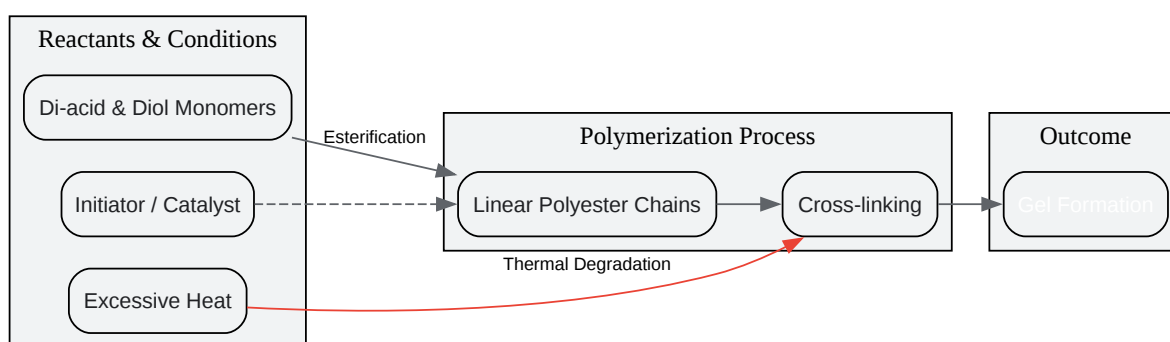 Reactants & Conditions
Di-acid & Diol Monomers
Initiator / Catalyst
Excessive Heat
Esterification
Thermal Degradation
Polymerization Process
Linear Polyester Chains
Cross-linking
Outcome
Gel Formation